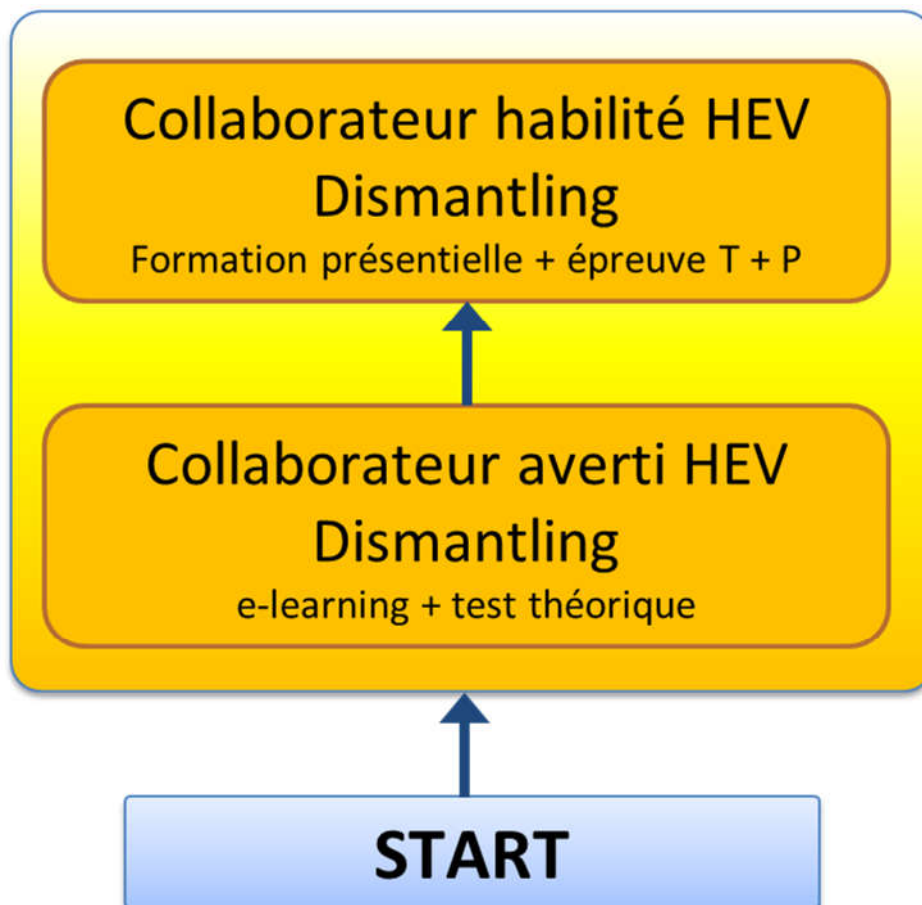 Collaborateur habilité HEV
Dismantling
Formation présentielle + épreuve T + P
Collaborateur averti HEV
Dismantling
e-learning + test théorique
START